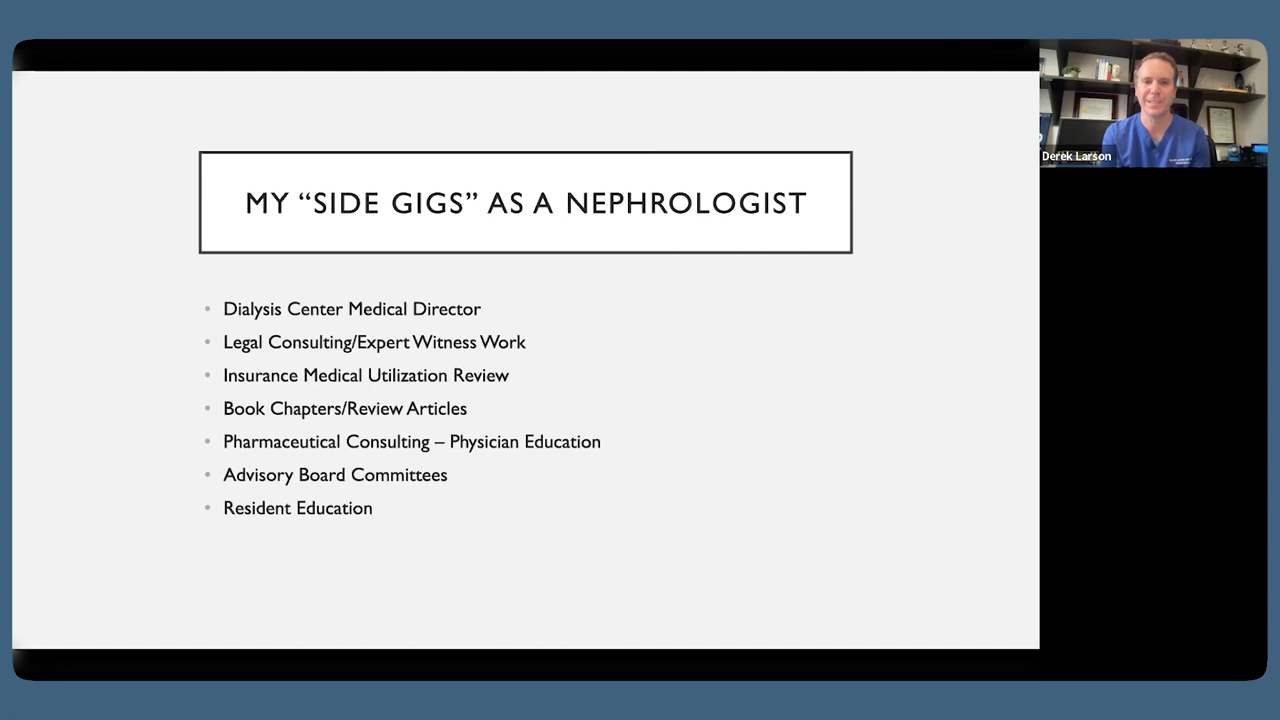 MY “SIDE GIGS” AS A NEPHROLOGIST
Dialysis Center Medical Director
Legal Consulting/Expert Witness Work
Insurance Medical Utilization Review
Book Chapters/Review Articles
Pharmaceutical Consulting – Physician Education
Advisory Board Committees
Resident Education
Derek Larson